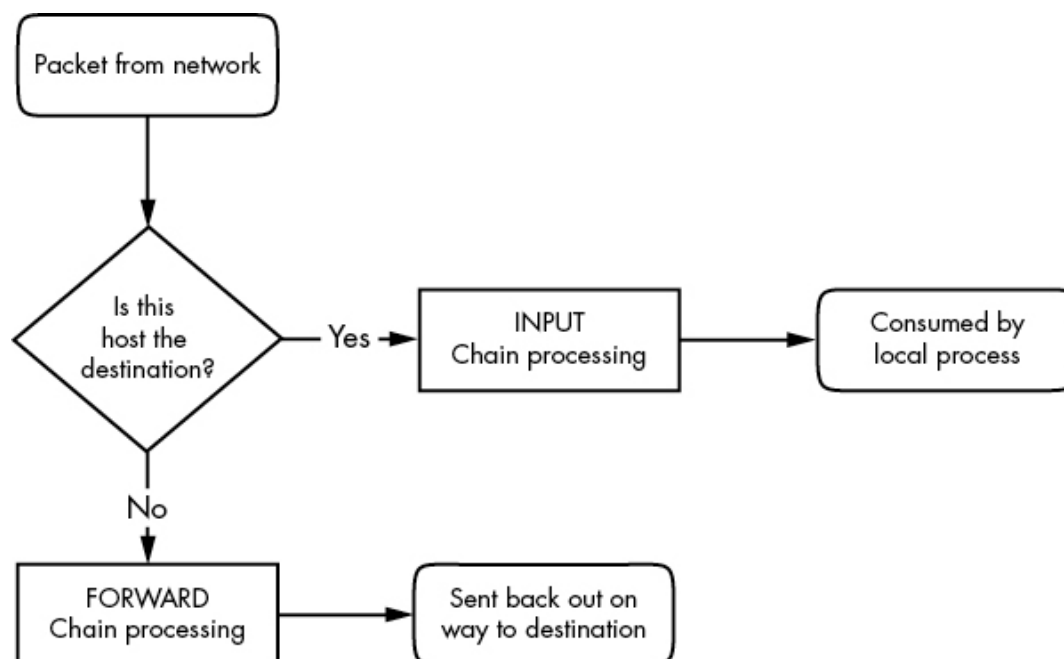 Packet from network
Is this
host the
destination?
Yes
INPUT
Chain processing
Consumed by
local process
No
FORWARD
Chain processing
Sent back out on
way to destination